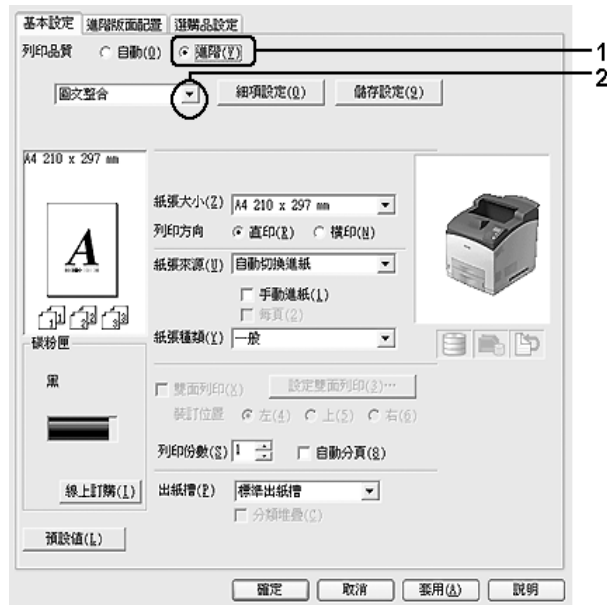 基本設定 進階版面配置 選購品設定
列印品質 自動(O) 進階(Y) 1
2
圖文整合 細項設定(Q) 儲存設定(9)
A4 210 x 297 mm
紙張大小(Z) A4 210 x 297 mm
列印方向 直印(R) 橫印(N)
A
紙張來源(U) 自動切換進紙
手動進紙(1)
每頁(2)
1 1 2 2 3 3
紙張種類(Y) 一般
碳粉匣
黑
雙面列印(X) 設定雙面列印(3)…
裝訂位置 左(4) 上(5) 右(6)
列印份數(S) 1 自動分頁(8)
線上訂購(I) 出紙槽(P) 標準出紙槽
分類堆疊(C)
預設值(L)
確定 取消 套用(A) 說明